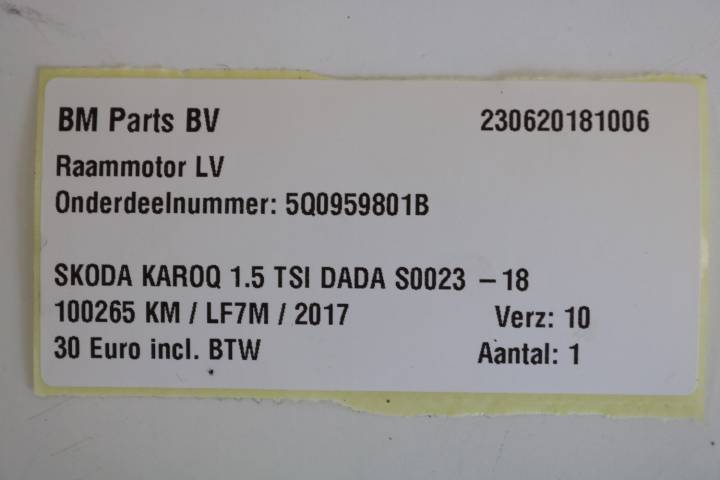 BM Parts BV 230620181006
Raammotor LV
Onderdeelnummer: 5Q0959801B
SKODA KAROQ 1.5 TSI DADA S0023 – 18
100265 KM / LF7M / 2017 Verz: 10
30 Euro incl. BTW Aantal: 1